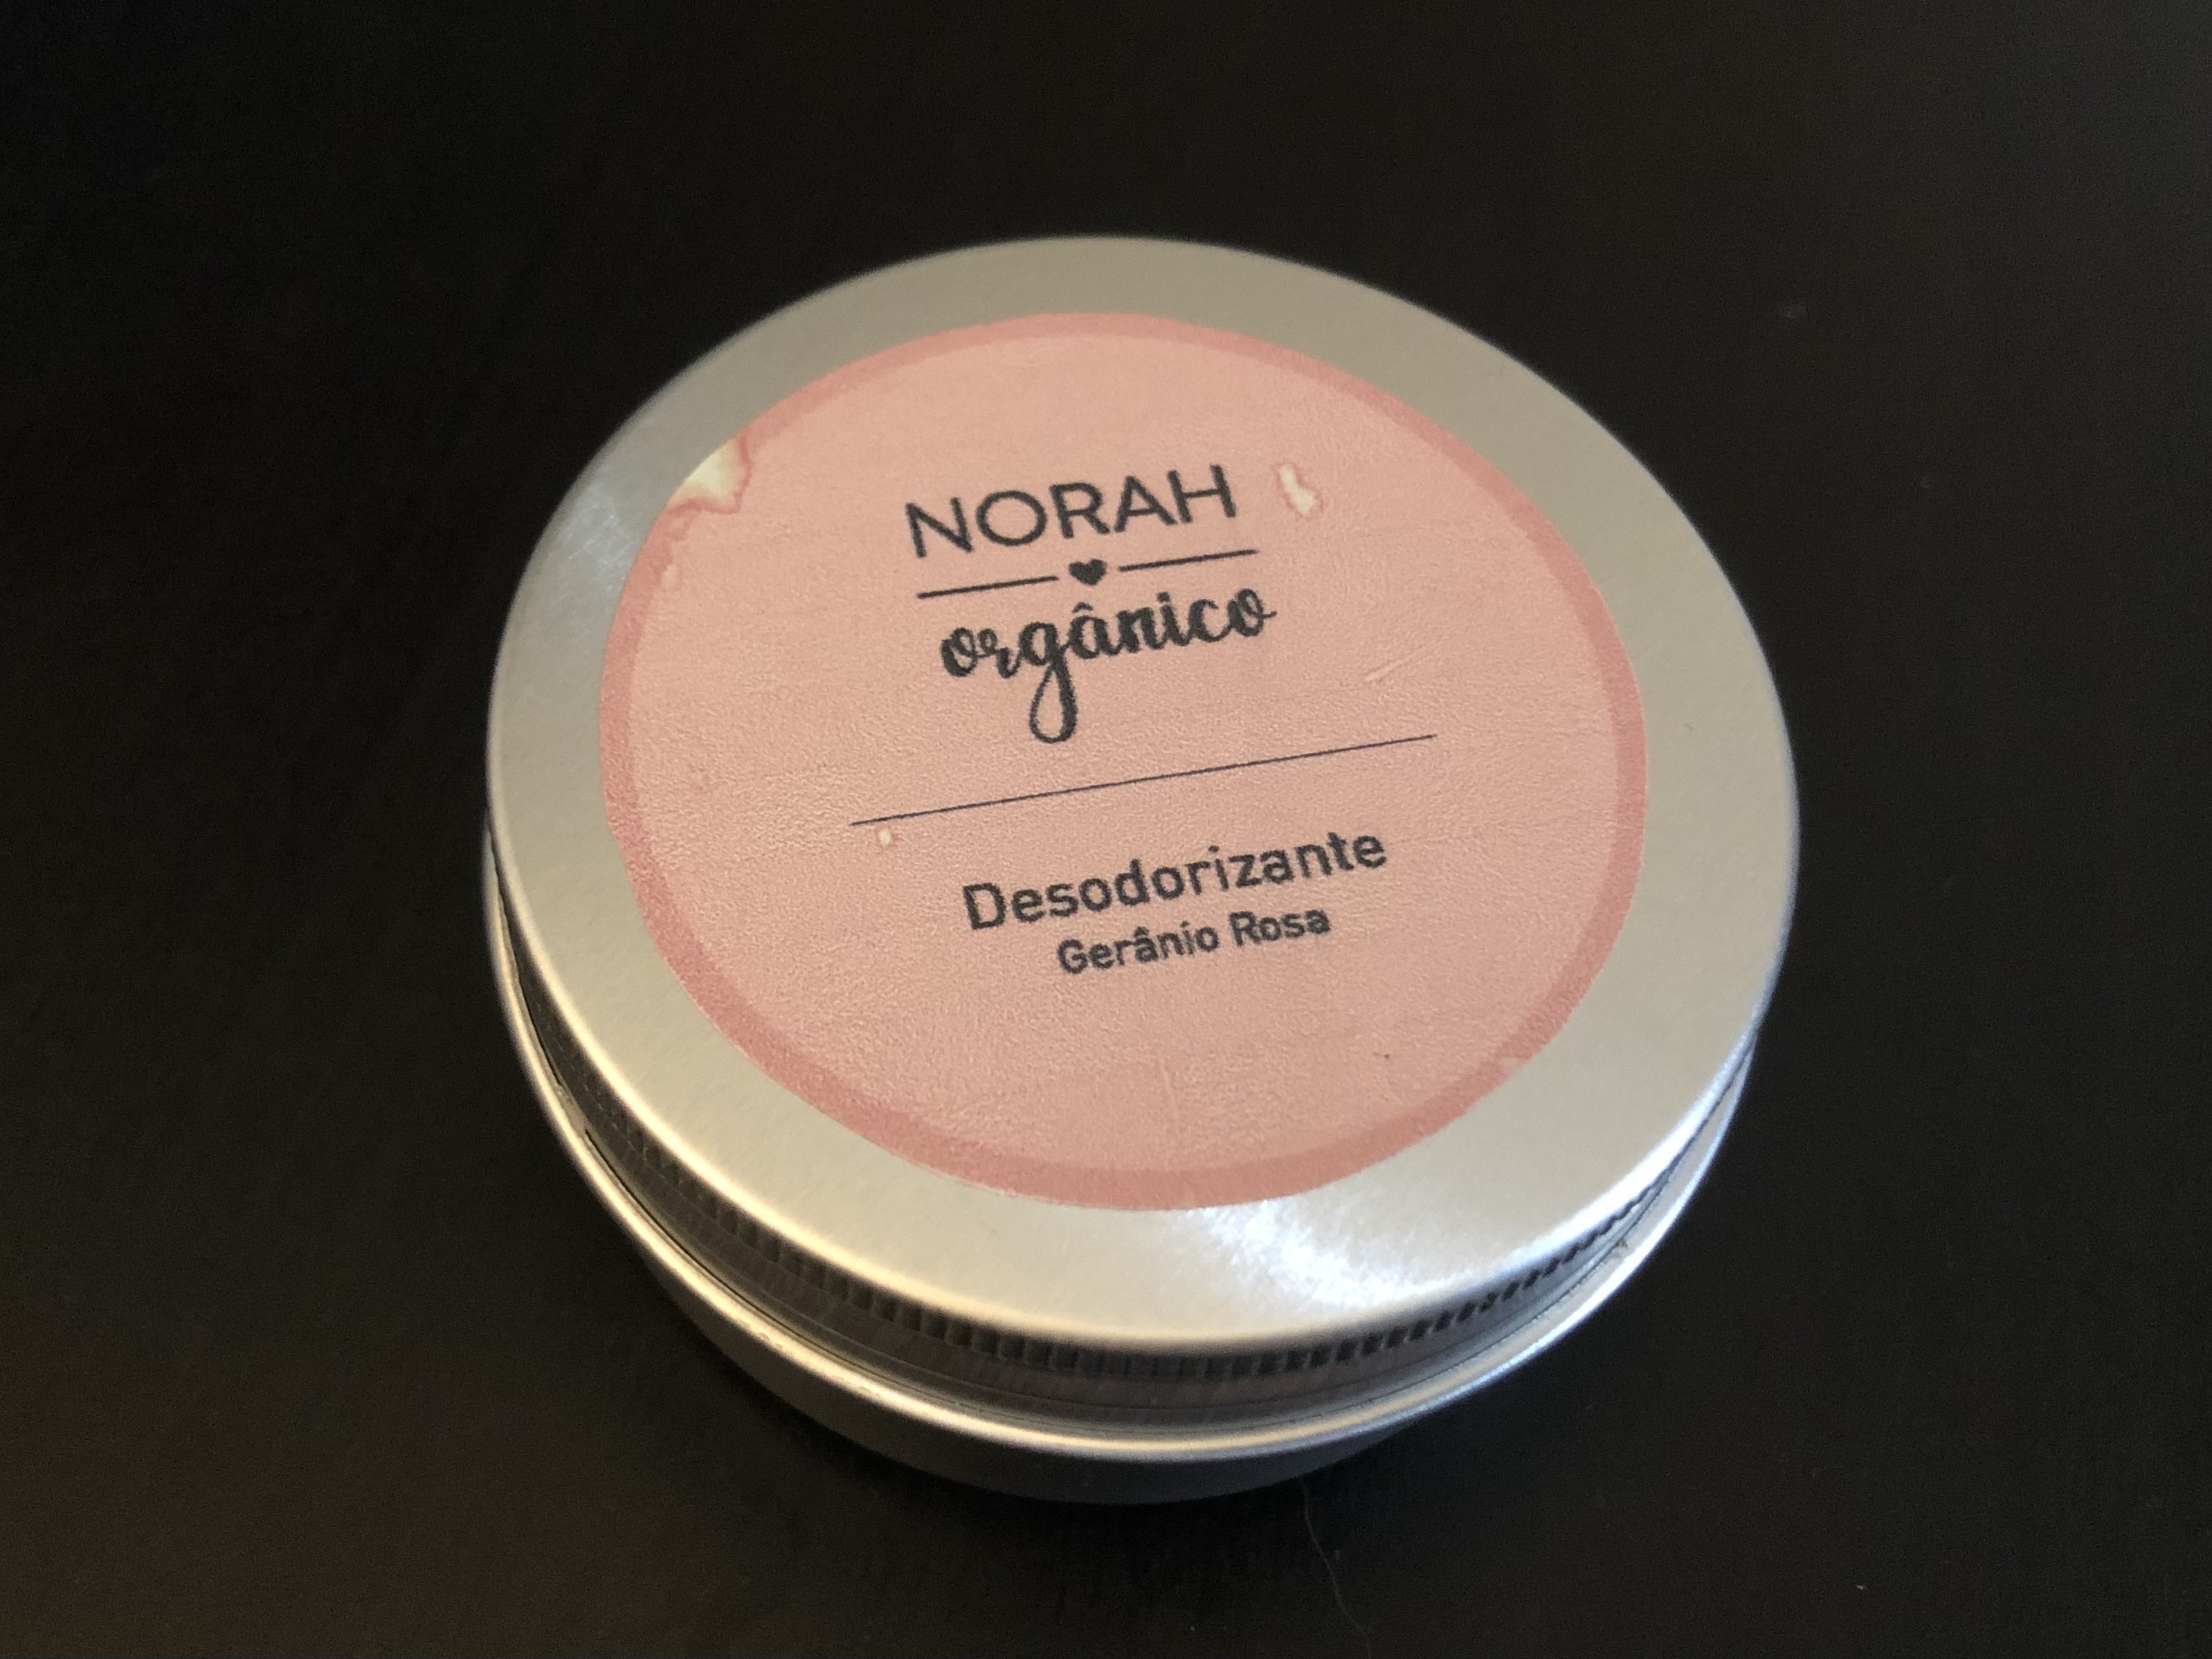 NORAH
orgânico
Desodorizante
Gerânio Rosa